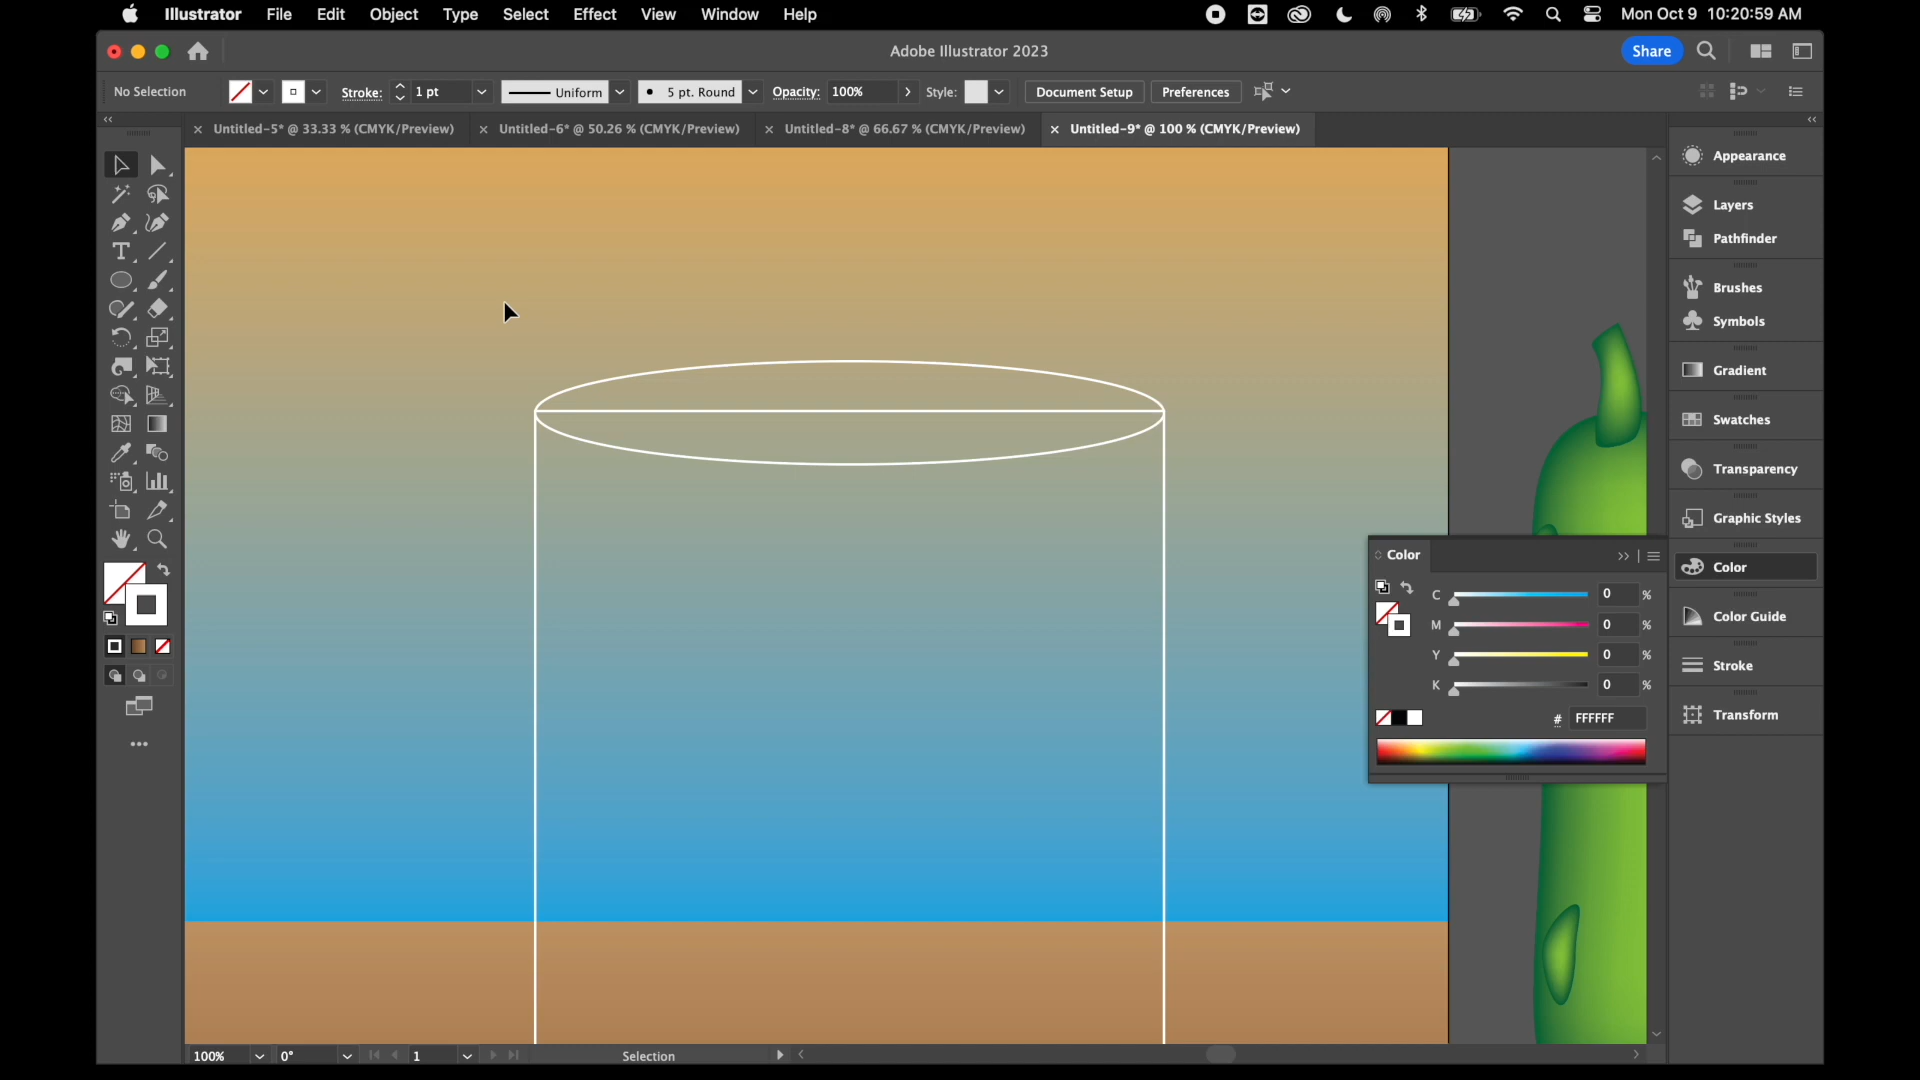 Illustrator File Edit Object Type Select Effect View Window Help Mon Oct 9 10:20:59 AM
Adobe Illustrator 2023 Share
No Selection Stroke: 1 pt Uniform 5 pt. Round Opacity: 100% Style: Document Setup Preferences
Untitled-5* @ 33.33 % (CMYK/Preview) Untitled-6* @ 50.26 % (CMYK/Preview) Untitled-8* @ 66.67 % (CMYK/Preview) Untitled-9* @ 100 % (CMYK/Preview)
Appearance
Layers
Pathfinder
Brushes
Symbols
Gradient
Swatches
Transparency
Graphic Styles
Color
Color Guide
Stroke
Transform
Color
C 0 %
M 0 %
Y 0 %
K 0 %
# FFFFFF
100% 0° 1 Selection